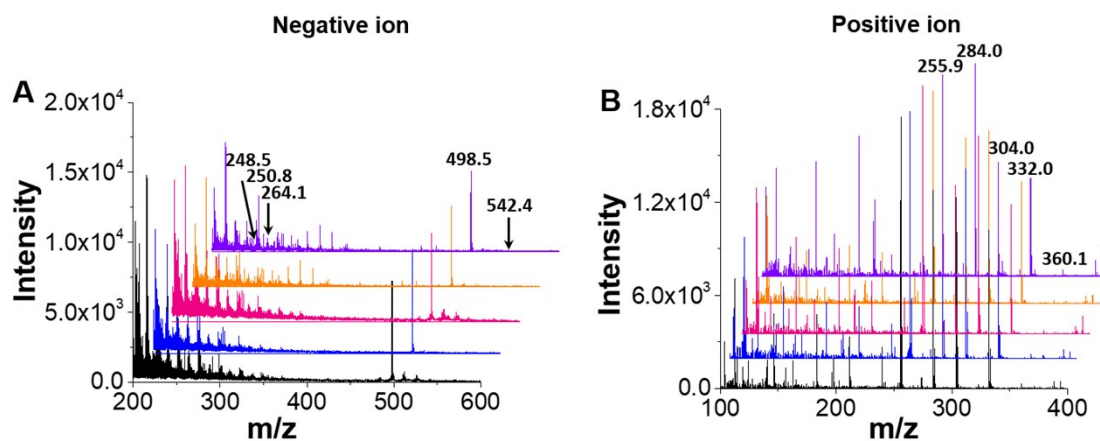 Negative ion
Positive ion
A
2.0x10⁴
1.5x10⁴
1.0x10⁴
5.0x10³
0.0
Intensity
248.5
250.8
264.1
498.5
542.4
200 300 400 500 600
m/z
B
1.8x10⁴
1.2x10⁴
6.0x10³
0
Intensity
284.0
255.9
304.0
332.0
360.1
100 200 300 400
m/z